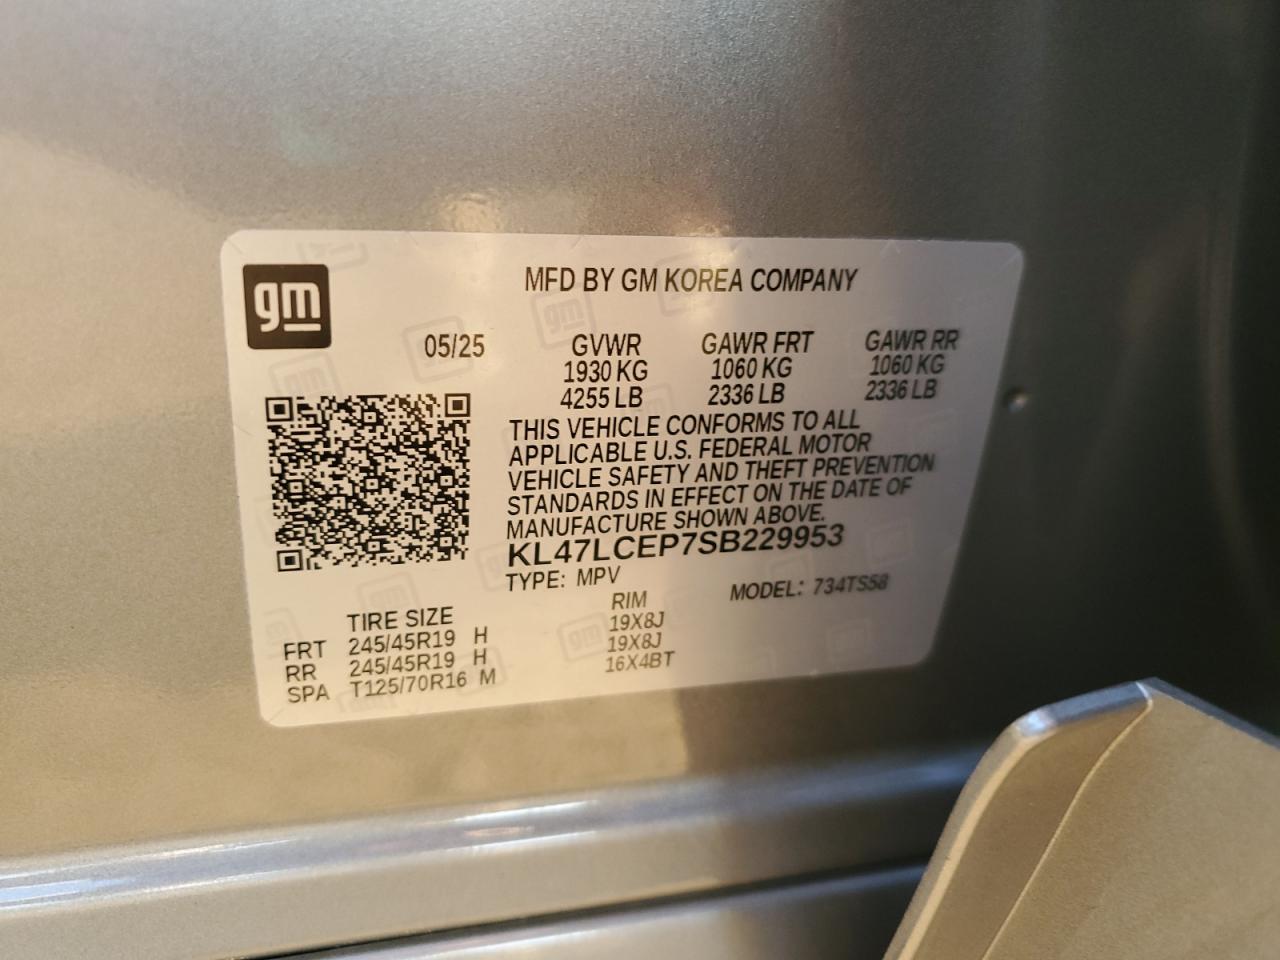 gm
MFD BY GM KOREA COMPANY
05/25 GVWR GAWR FRT GAWR RR
1930 KG 1060 KG 1060 KG
4255 LB 2336 LB 2336 LB
THIS VEHICLE CONFORMS TO ALL
APPLICABLE U.S. FEDERAL MOTOR
VEHICLE SAFETY AND THEFT PREVENTION
STANDARDS IN EFFECT ON THE DATE OF
MANUFACTURE SHOWN ABOVE.
KL47LCEP7SB229953
TYPE: MPV MODEL: 734TS58
TIRE SIZE RIM
FRT 245/45R19 H 19X8J
RR 245/45R19 H 19X8J
SPA T125/70R16 M 16X4BT